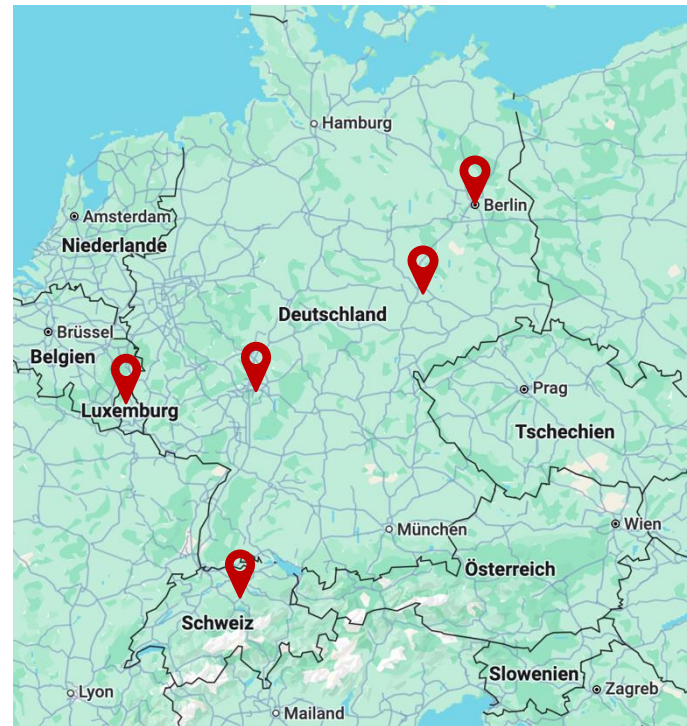 Hamburg
Berlin
Amsterdam
Niederlande
Deutschland
Brüssel
Belgien
Luxemburg
Prag
Tschechien
München
Wien
Österreich
Schweiz
Slowenien
Lyon
Zagreb
Mailand